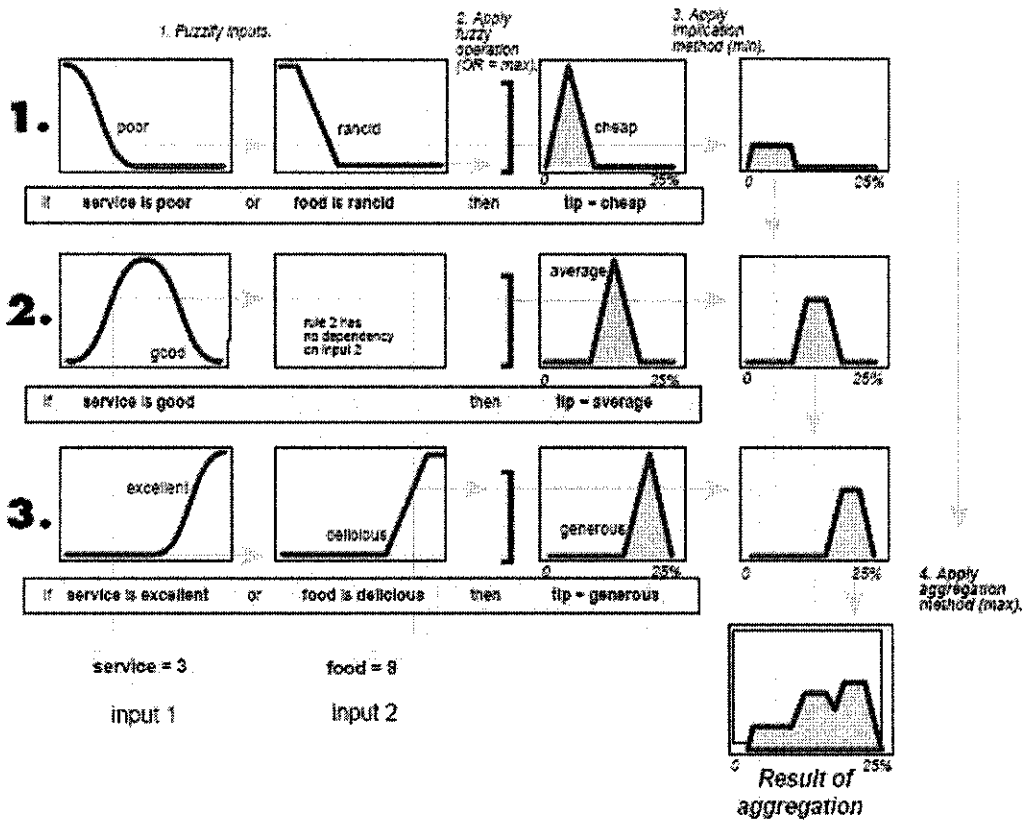 1. Fuzzify inputs.
2. Apply
fuzzy
operation
(OR = max).
3. Apply
implication
method (min).
1.
poor
rancid
cheap
0
25%
0
25%
If service is poor or food is rancid then tip = cheap
2.
good
rule 2 has
no dependency
on input 2
average
0
25%
0
25%
If service is good then tip = average
3.
excellent
delicious
generous
0
25%
0
25%
If service is excellent or food is delicious then tip = generous
4. Apply
aggregation
method (max).
service = 3
food = 8
input 1
input 2
0
25%
Result of
aggregation